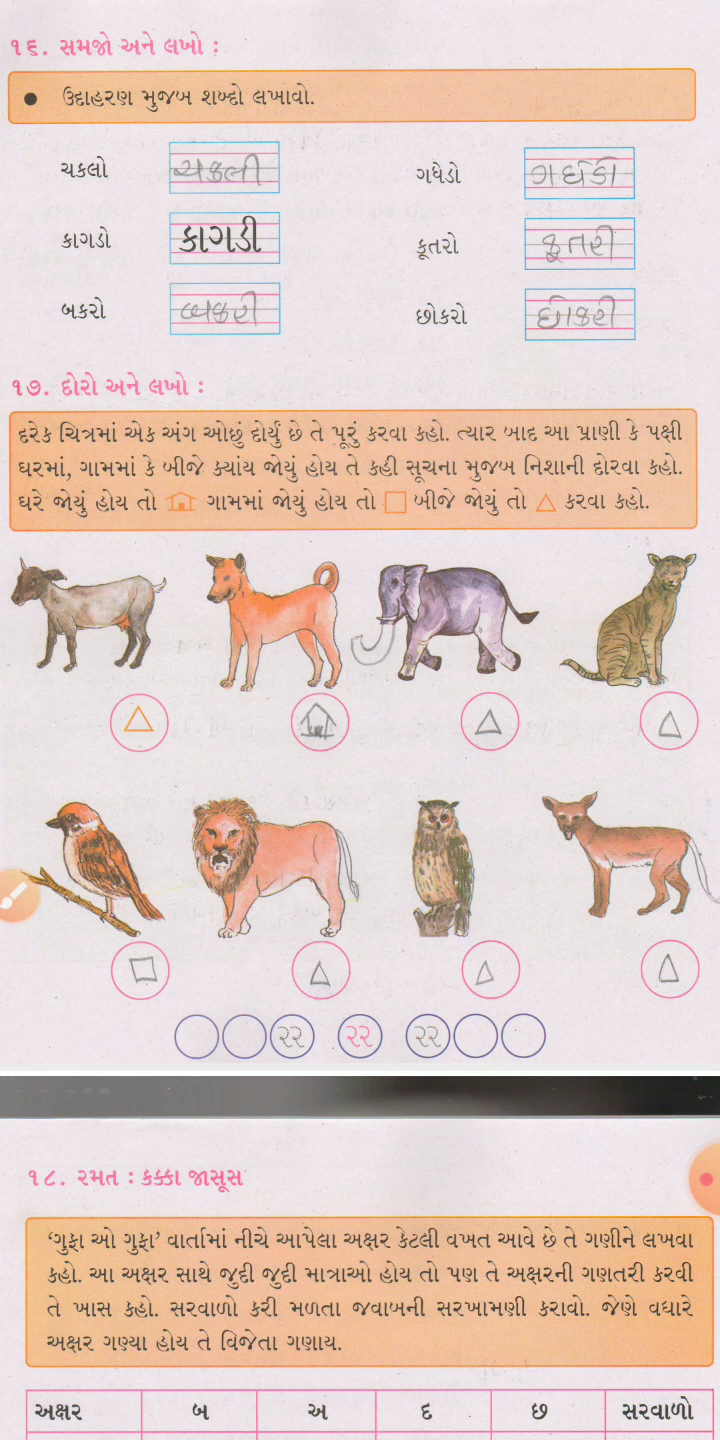 ૧૬. સમજો અને લખો :
● ઉદાહરણ મુજબ શબ્દો લખાવો.
ચકલો ચકલી ગધેડો ગધેડી
કાગડો કાગડી કૂતરો કૂતરી
બકરો બકરી છોકરો છોકરી
૧૭. દોરો અને લખો :
દરેક ચિત્રમાં એક અંગ ઓછું દોર્યું છે તે પૂરું કરવા કહો. ત્યાર બાદ આ પ્રાણી કે પક્ષી
ઘરમાં, ગામમાં કે બીજે ક્યાંય જોયું હોય તે કહી સૂચના મુજબ નિશાની દોરવા કહો.
ઘરે જોયું હોય તો ગામમાં જોયું હોય તો બીજે જોયું તો કરવા કહો.
૨૨ ૨૨ ૨૨
૧૮. રમત : કક્કા જાસૂસ
‘ગુફા ઓ ગુફા’ વાર્તામાં નીચે આપેલા અક્ષર કેટલી વખત આવે છે તે ગણીને લખવા
કહો. આ અક્ષર સાથે જુદી જુદી માત્રાઓ હોય તો પણ તે અક્ષરની ગણતરી કરવી
તે ખાસ કહો. સરવાળો કરી મળતા જવાબની સરખામણી કરાવો. જેણે વધારે
અક્ષર ગણ્યા હોય તે વિજેતા ગણાય.
અક્ષર બ અ દ છ સરવાળો